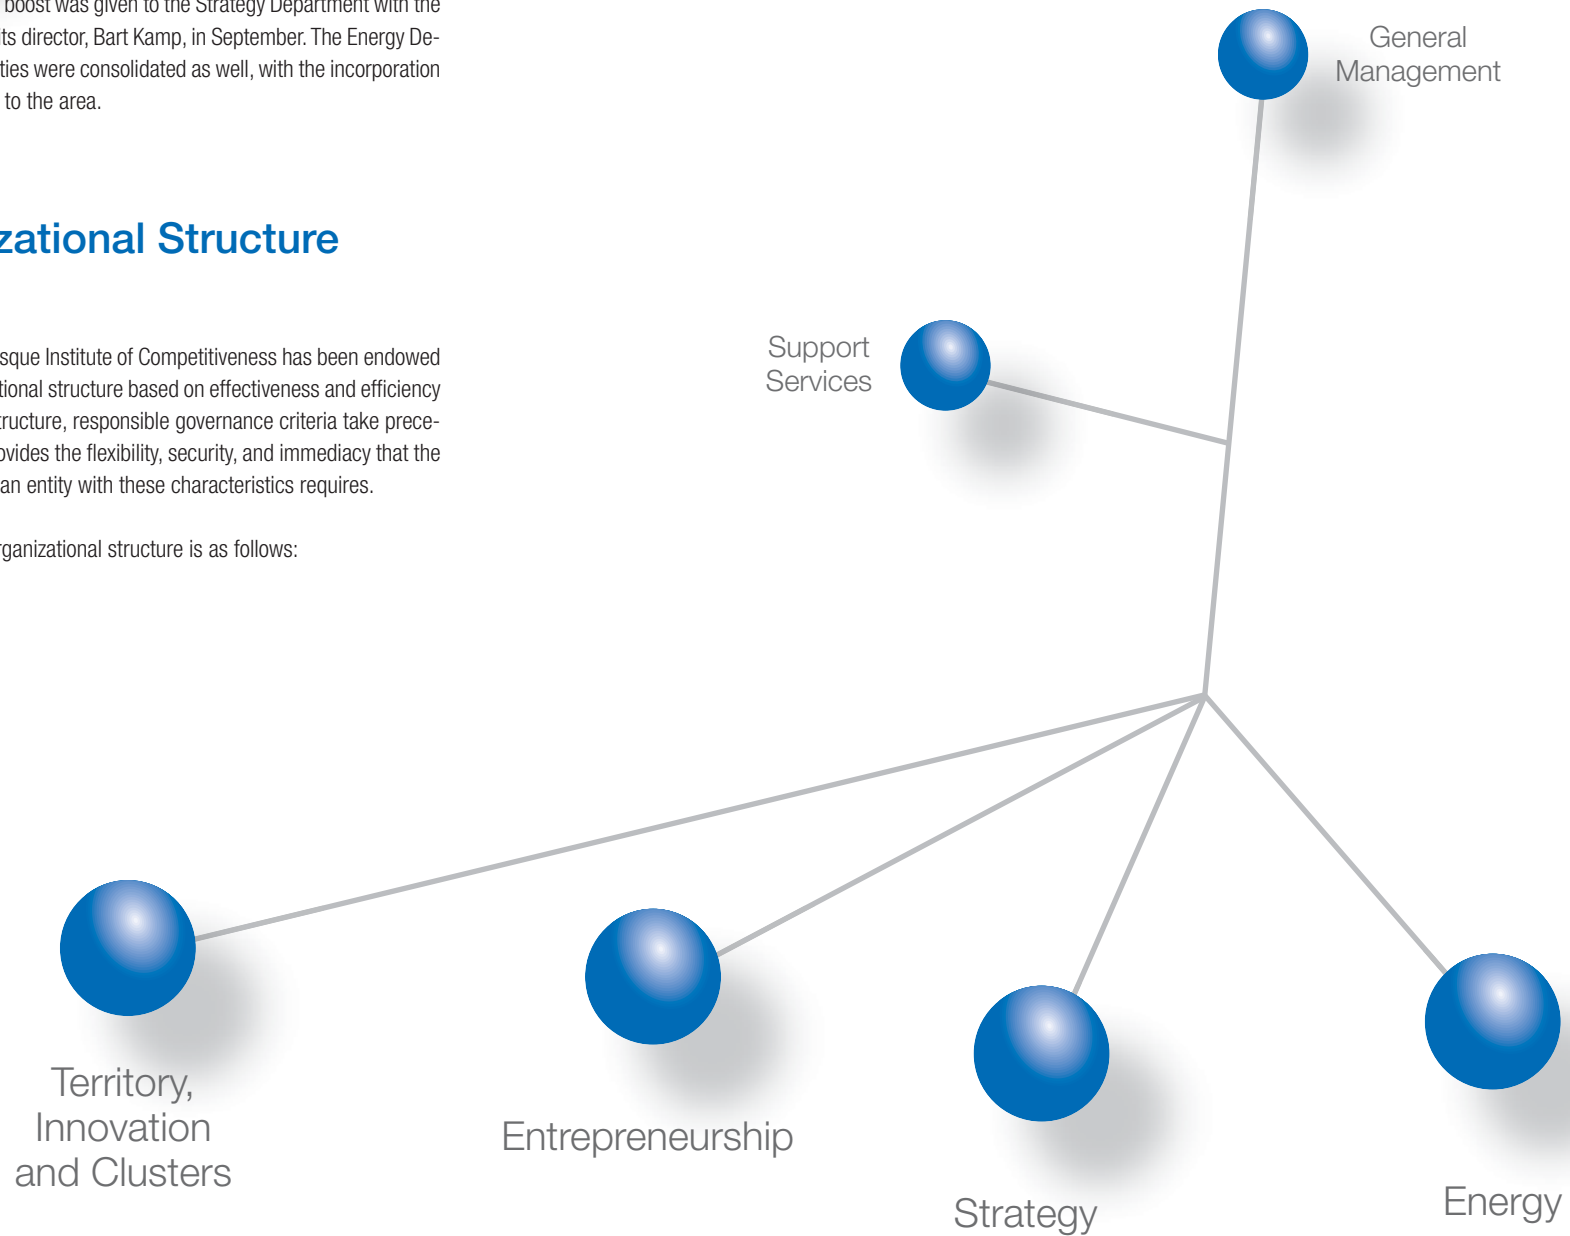 boost was given to the Strategy Department with the
its director, Bart Kamp, in September. The Energy De-
ties were consolidated as well, with the incorporation
to the area.
zational Structure
sque Institute of Competitiveness has been endowed
tional structure based on effectiveness and efficiency
tructure, responsible governance criteria take prece-
ovides the flexibility, security, and immediacy that the
an entity with these characteristics requires.
rganizational structure is as follows:
General
Management
Support
Services
Territory,
Innovation
and Clusters
Entrepreneurship
Strategy
Energy